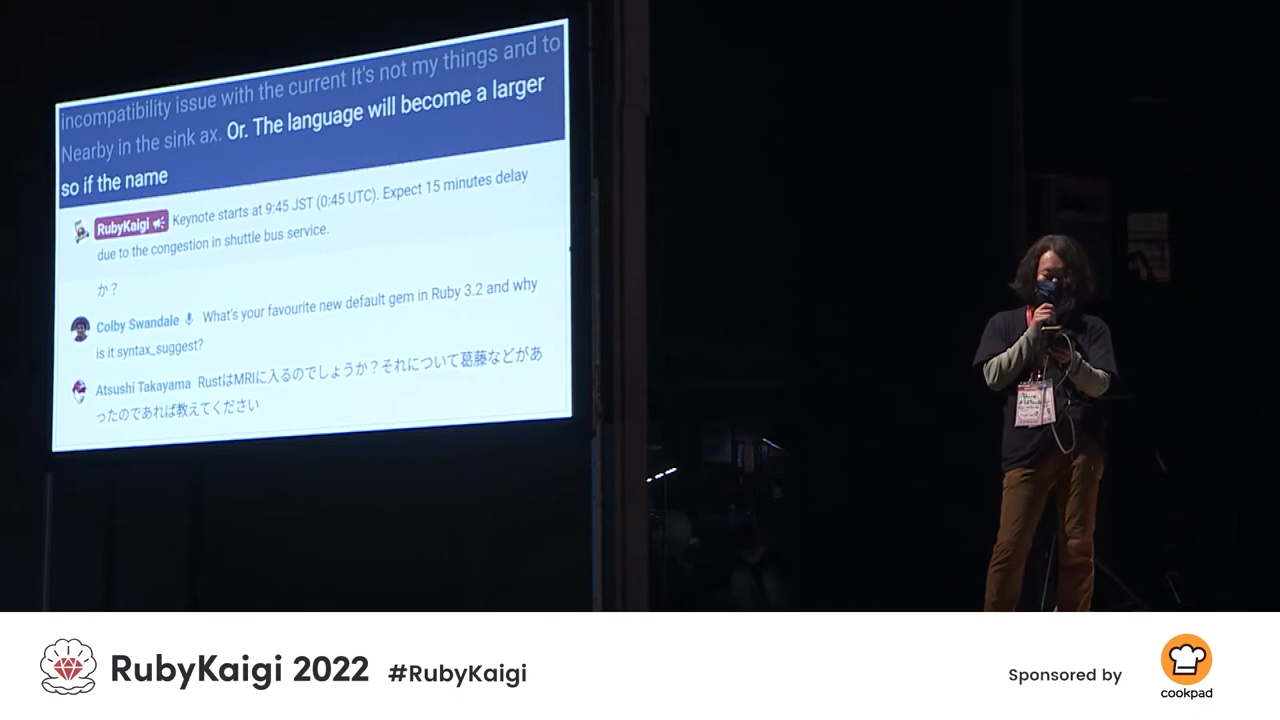 incompatibility issue with the current It's not my things and to
Nearby in the sink ax. Or. The language will become a larger
so if the name
RubyKaigi Keynote starts at 9:45 JST (0:45 UTC). Expect 15 minutes delay
due to the congestion in shuttle bus service.
か？
Colby Swandale What's your favourite new default gem in Ruby 3.2 and why
is it syntax_suggest?
Atsushi Takayama RustはMRIに入るのでしょうか？それについて葛藤などがあ
ったのであれば教えてください
RubyKaigi 2022 #RubyKaigi
Sponsored by
cookpad